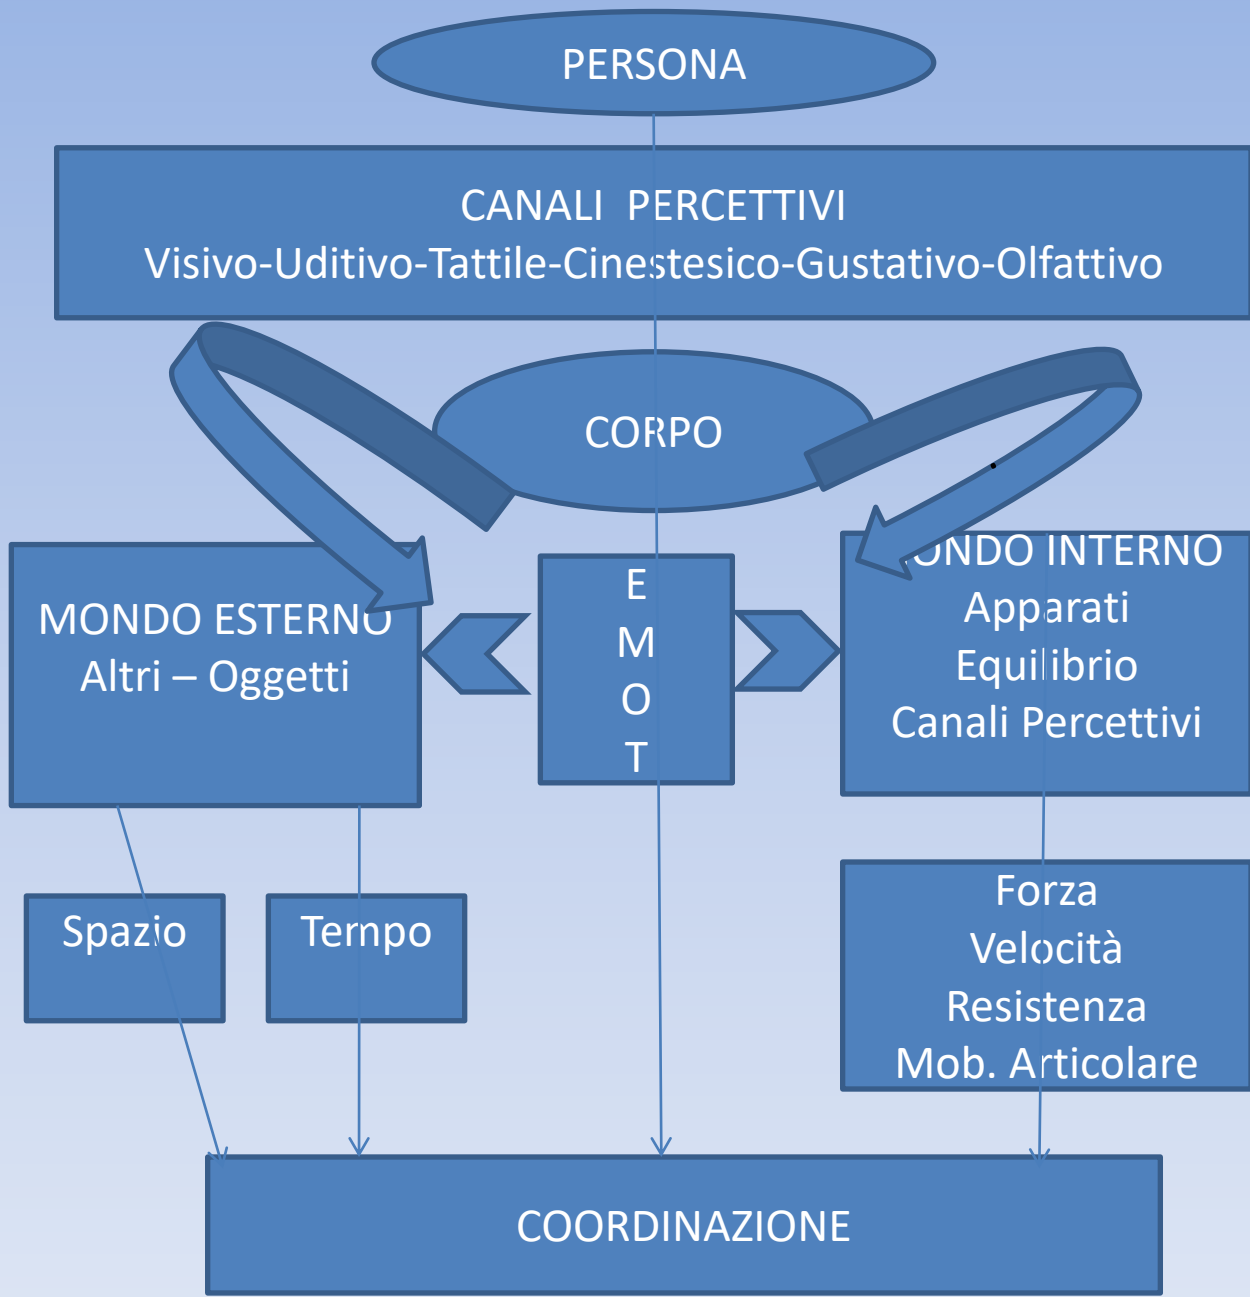 PERSONA
CANALI PERCETTIVI
Visivo-Uditivo-Tattile-Cinestesico-Gustativo-Olfattivo
CORPO
MONDO ESTERNO
Altri – Oggetti
E
M
O
T
MONDO INTERNO
Apparati
Equilibrio
Canali Percettivi
Spazio
Tempo
Forza
Velocità
Resistenza
Mob. Articolare
COORDINAZIONE